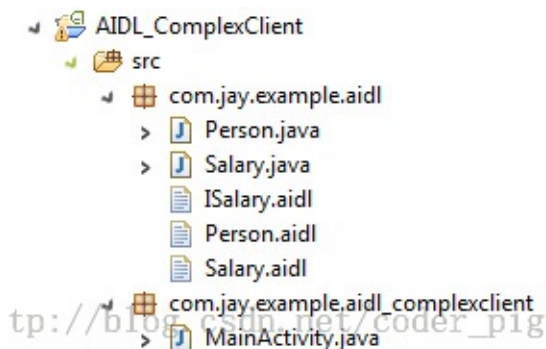 AIDL_ComplexClient
src
com.jay.example.aidl
Person.java
Salary.java
ISalary.aidl
Person.aidl
Salary.aidl
com.jay.example.aidl_complexclient
tp://blog.csdn.net/coder_pig
MainActivity.java